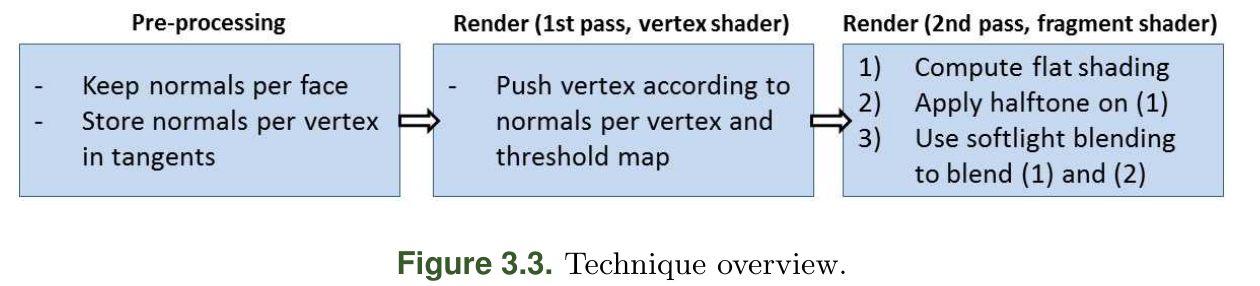 Pre-processing
- Keep normals per face
- Store normals per vertex
in tangents
Render (1st pass, vertex shader)
- Push vertex according to
normals per vertex and
threshold map
Render (2nd pass, fragment shader)
1) Compute flat shading
2) Apply halftone on (1)
3) Use softlight blending
to blend (1) and (2)
Figure 3.3. Technique overview.